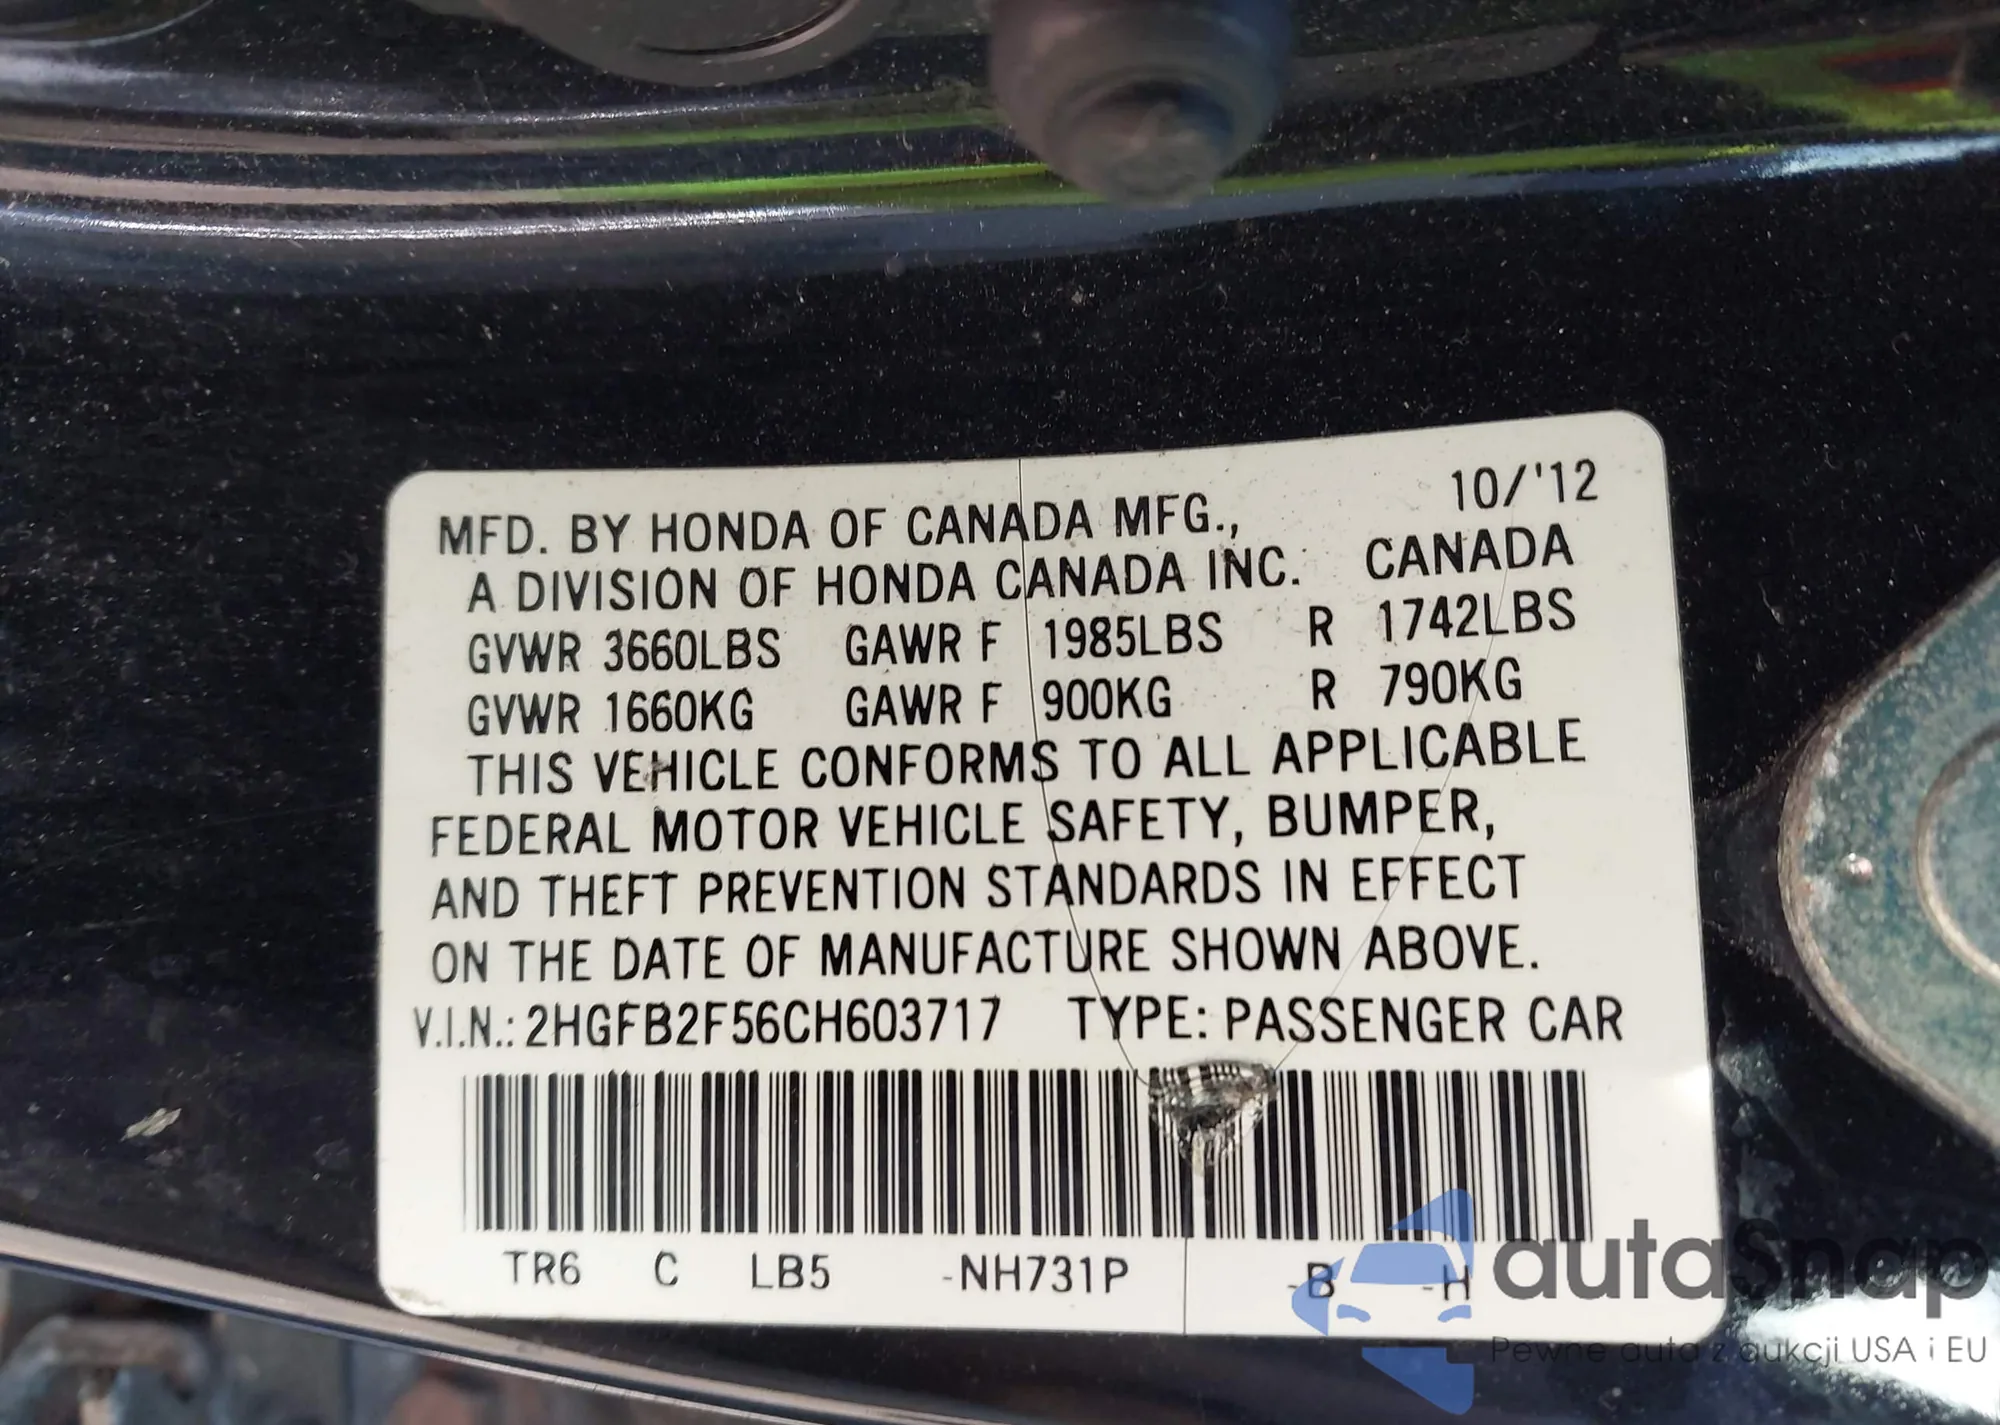 10/'12
MFD. BY HONDA OF CANADA MFG.,
A DIVISION OF HONDA CANADA INC. CANADA
GVWR 3660LBS GAWR F 1985LBS R 1742LBS
GVWR 1660KG GAWR F 900KG R 790KG
THIS VEHICLE CONFORMS TO ALL APPLICABLE
FEDERAL MOTOR VEHICLE SAFETY, BUMPER,
AND THEFT PREVENTION STANDARDS IN EFFECT
ON THE DATE OF MANUFACTURE SHOWN ABOVE.
V.I.N.: 2HGFB2F56CH603717 TYPE: PASSENGER CAR
TR6 C LB5 -NH731P -B -H
autaSnap
Pewne auta z aukcji USA i EU